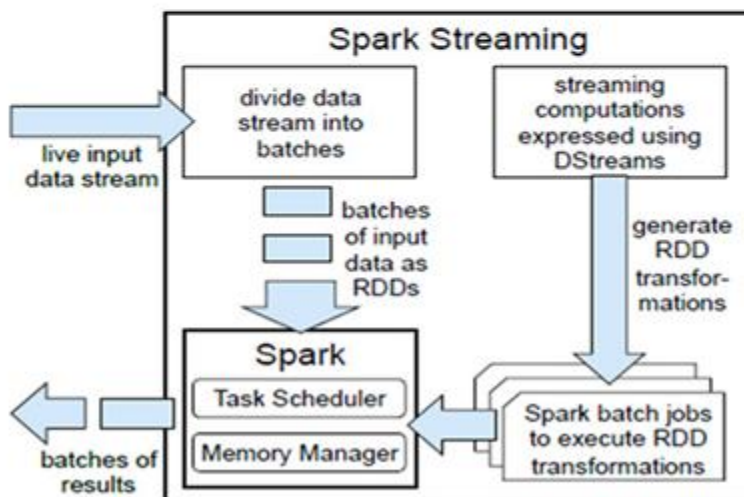 Spark Streaming
divide data
stream into
batches
streaming
computations
expressed using
DStreams
live input
data stream
batches
of input
data as
RDDs
generate
RDD
transfor-
mations
Spark
Task Scheduler
Memory Manager
Spark batch jobs
to execute RDD
transformations
batches of
results